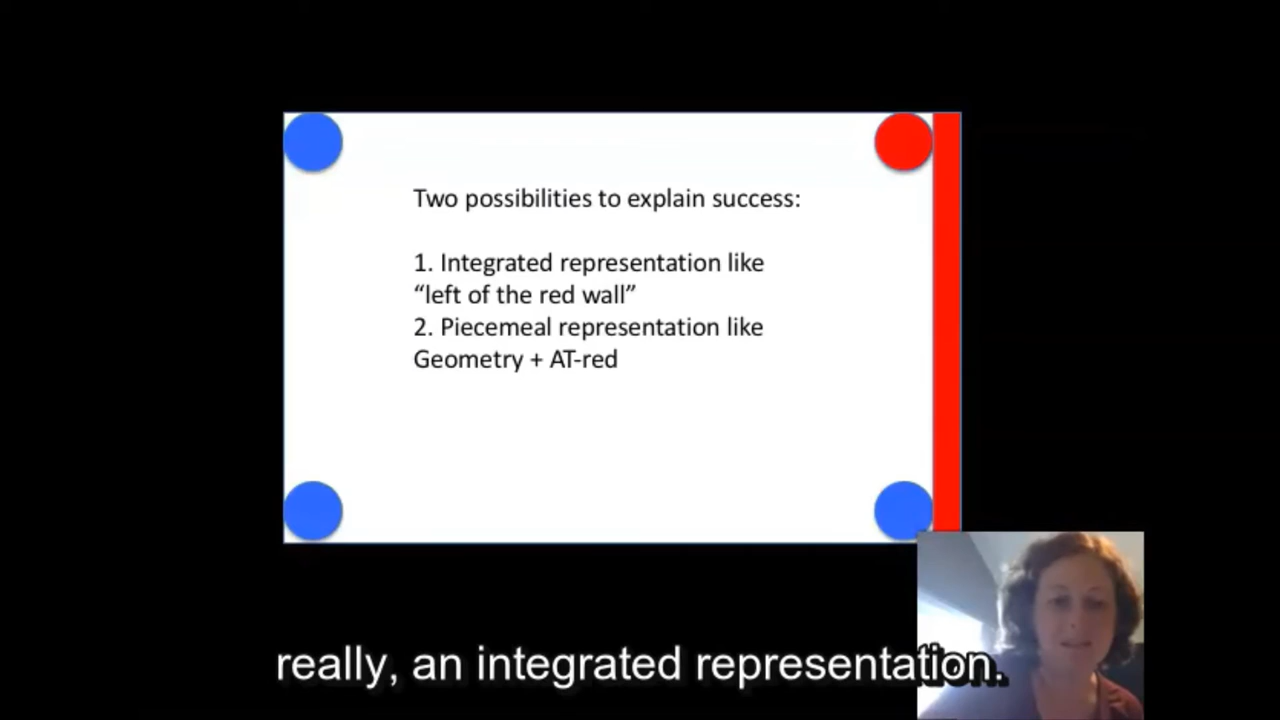 Two possibilities to explain success:
1. Integrated representation like
“left of the red wall”
2. Piecemeal representation like
Geometry + AT-red
really, an integrated representation.